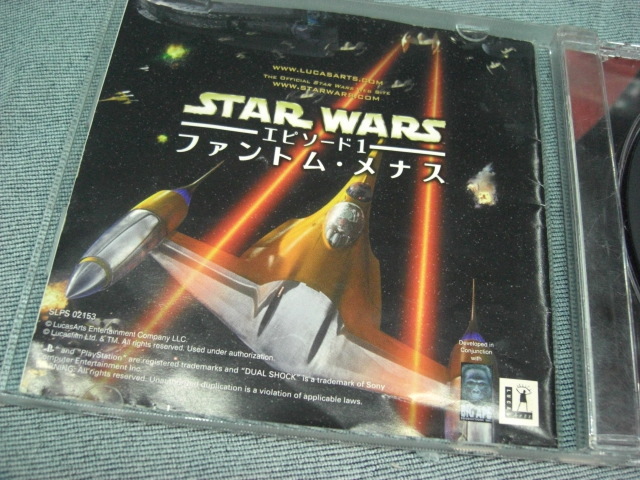 WWW.LUCASARTS.COM
THE OFFICIAL STAR WARS WEB SITE
WWW.STARWARS.COM
STAR WARS
エピソード1
ファントム・メナス
SLPS 02153
© LucasArts Entertainment Company LLC.
© Lucasfilm Ltd. & TM. All rights reserved. Used under authorization.
and "PlayStation" are registered trademarks and "DUAL SHOCK" is a trademark of Sony
Computer Entertainment Inc.
All rights reserved. Unauthorized duplication is a violation of applicable laws.
Developed in
Conjunction
with